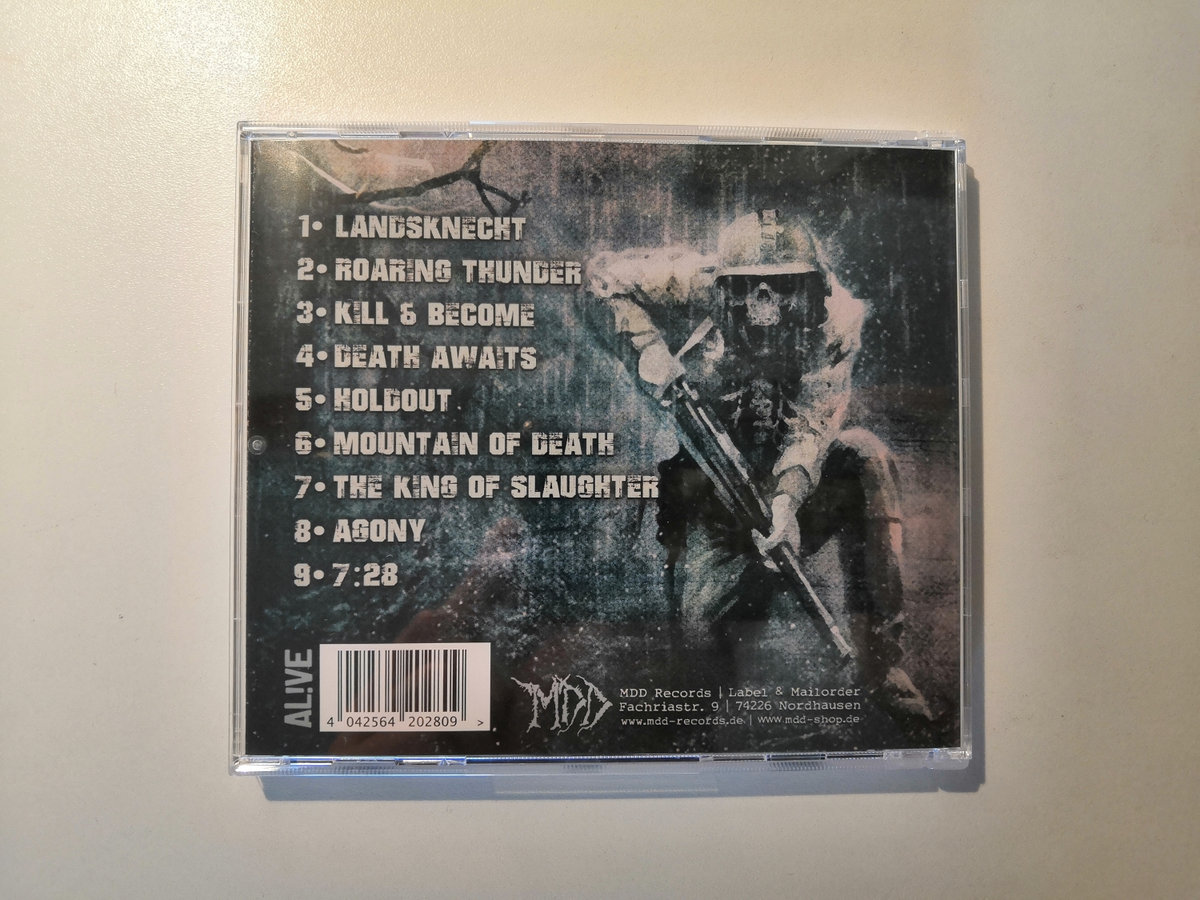 1• LANDSKNECHT
2• ROARING THUNDER
3• KILL & BECOME
4• DEATH AWAITS
5• HOLDOUT
6• MOUNTAIN OF DEATH
7• THE KING OF SLAUGHTER
8• AGONY
9• 7:28
AL!VE
4 042564 202809 >
MDD
MDD Records | Label & Mailorder
Fachriastr. 9 | 74226 Nordhausen
www.mdd-records.de | www.mdd-shop.de